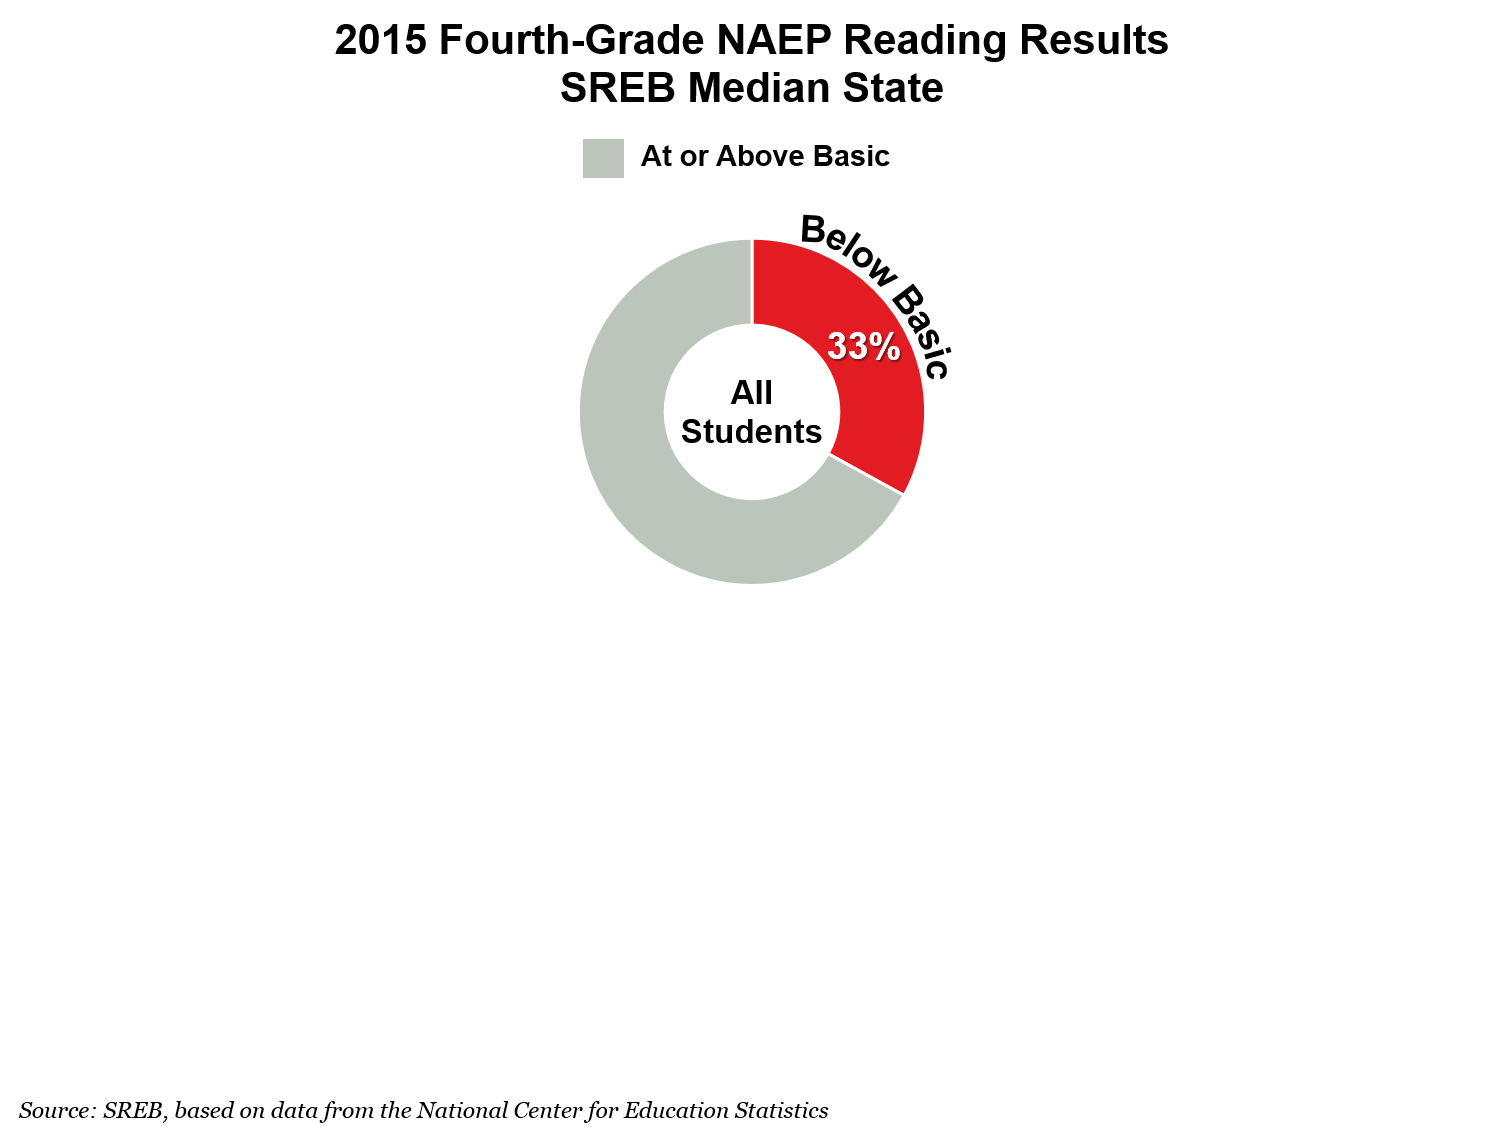 2015 Fourth-Grade NAEP Reading Results
SREB Median State
At or Above Basic
Below Basic
33%
All
Students
Source: SREB, based on data from the National Center for Education Statistics